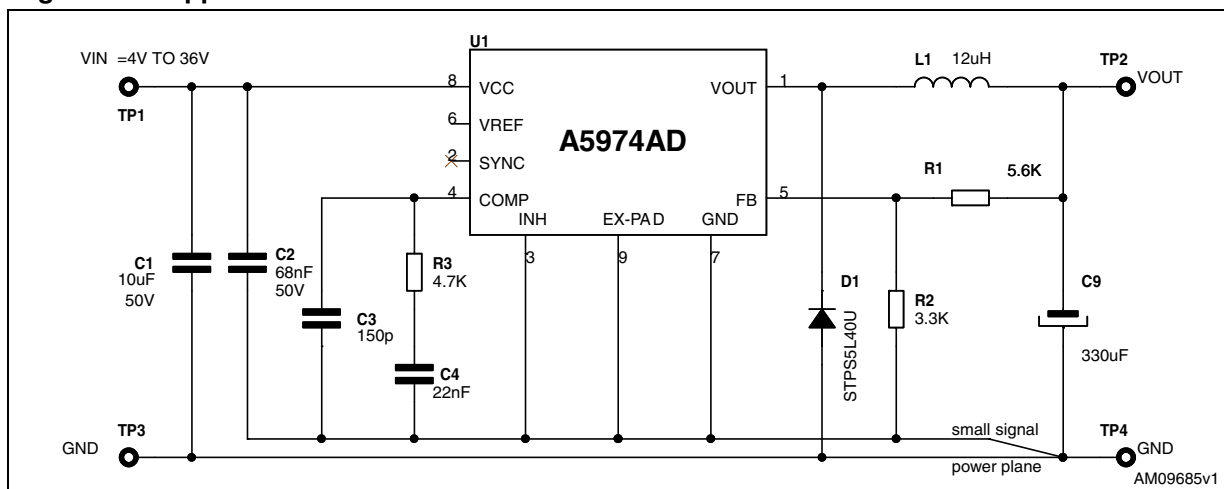 VIN =4V TO 36V
TP1
U1
8
VCC
6
VREF
2
SYNC
4
COMP
A5974AD
VOUT
1
FB
5
INH
EX-PAD
GND
3
9
7
L1
12uH
TP2
VOUT
R1
5.6K
C1
10uF
50V
C2
68nF
50V
R3
4.7K
C3
150p
C4
22nF
D1
STPS5L40U
R2
3.3K
C9
330uF
small signal
power plane
TP3
GND
TP4
GND
AM09685v1